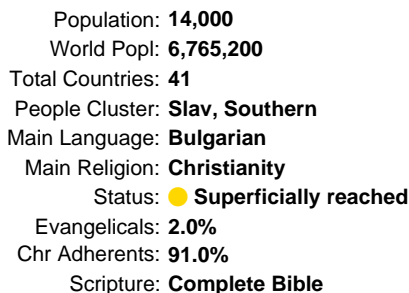 Population: 14,000
World Popl: 6,765,200
Total Countries: 41
People Cluster: Slav, Southern
Main Language: Bulgarian
Main Religion: Christianity
Status: Superficially reached
Evangelicals: 2.0%
Chr Adherents: 91.0%
Scripture: Complete Bible